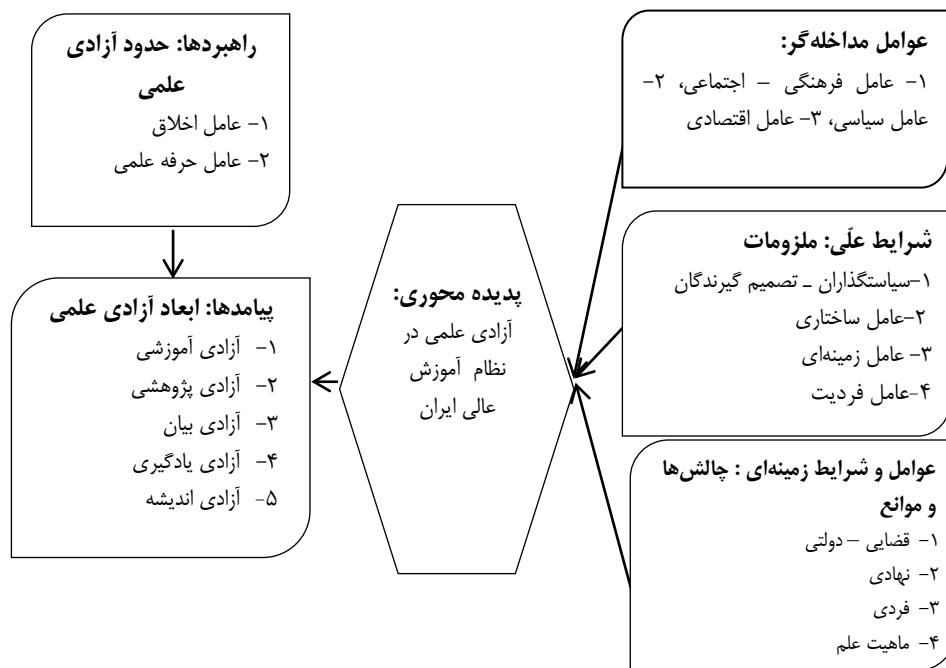 عوامل مداخله‌گر:
۱- عامل فرهنگی – اجتماعی، ۲-
عامل سیاسی، ۳- عامل اقتصادی
شرایط علّی: ملزومات
۱-سیاستگذاران – تصمیم گیرندگان
۲-عامل ساختاری
۳- عامل زمینه‌ای
۴-عامل فردیت
عوامل و شرایط زمینه‌ای : چالش‌ها
و موانع
۱- قضایی – دولتی
۲- نهادی
۳- فردی
۴- ماهیت علم
پدیده محوری:
آزادی علمی در
نظام آموزش
عالی ایران
راهبردها: حدود آزادی
علمی
۱- عامل اخلاق
۲- عامل حرفه علمی
پیامدها: ابعاد آزادی علمی
۱- آزادی آموزشی
۲- آزادی پژوهشی
۳- آزادی بیان
۴- آزادی یادگیری
۵- آزادی اندیشه